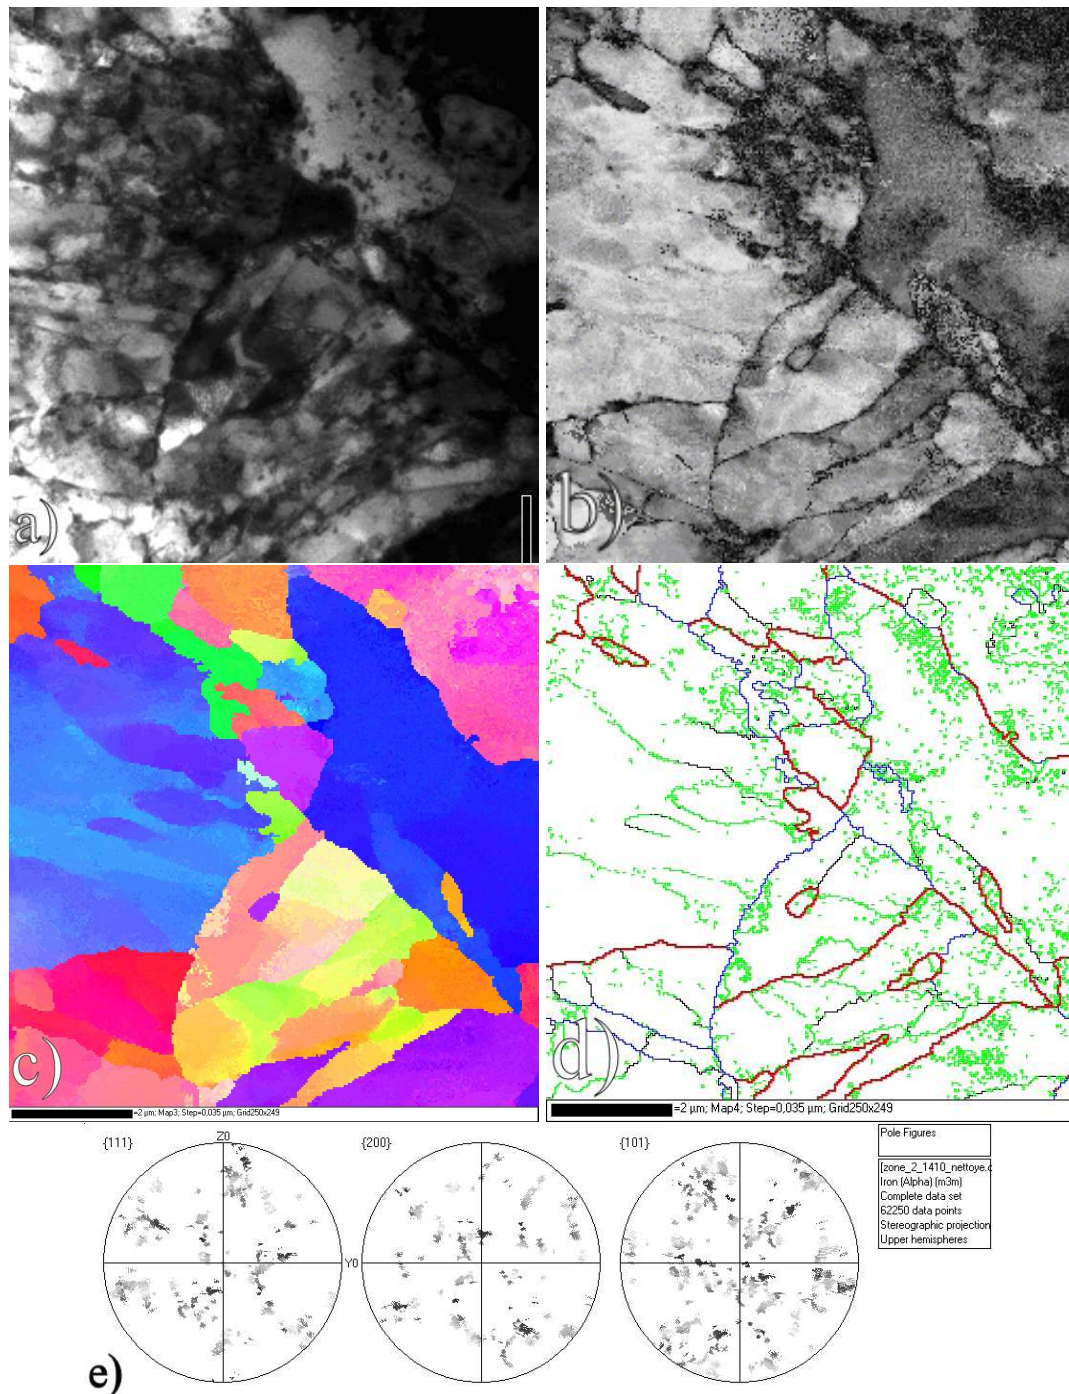 a)
b)
c)
d)
=2 µm; Map3; Step=0,035 µm; Grid250x249
=2 µm; Map4; Step=0,035 µm; Grid250x249
{111}
Z0
{200}
{101}
Y0
Pole Figures
[zone_2_1410_nettoye.c
Iron (Alpha) (m3m)
Complete data set
62250 data points
Stereographic projection
Upper hemispheres
e)